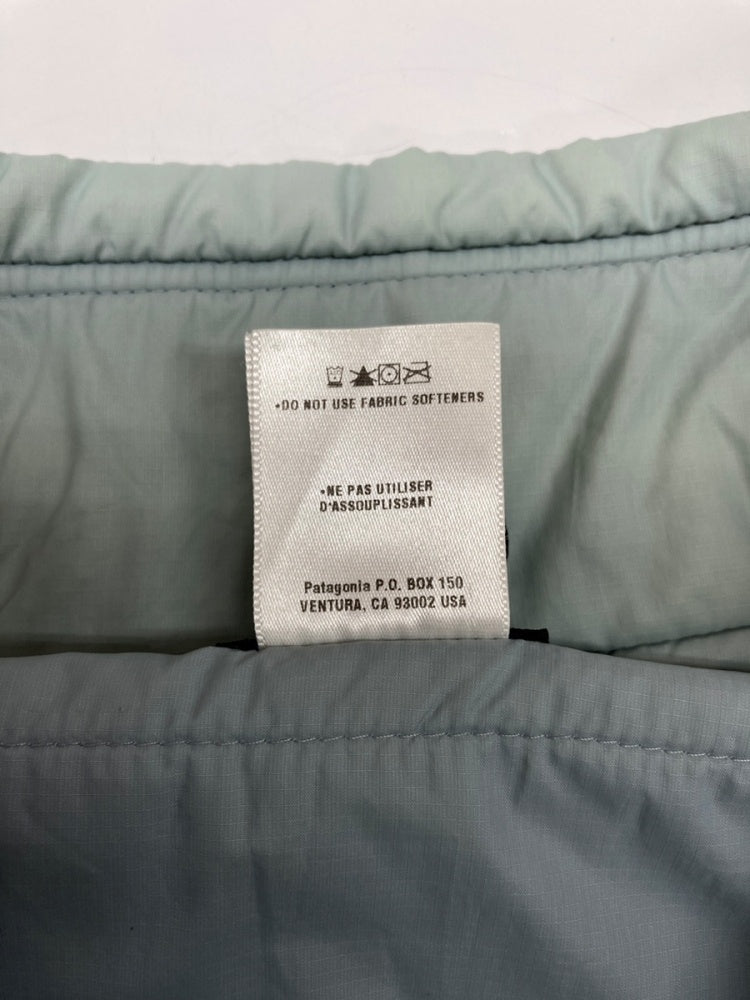 •DO NOT USE FABRIC SOFTENERS
•NE PAS UTILISER
D'ASSOUPLISSANT
Patagonia P.O. BOX 150
VENTURA, CA 93002 USA